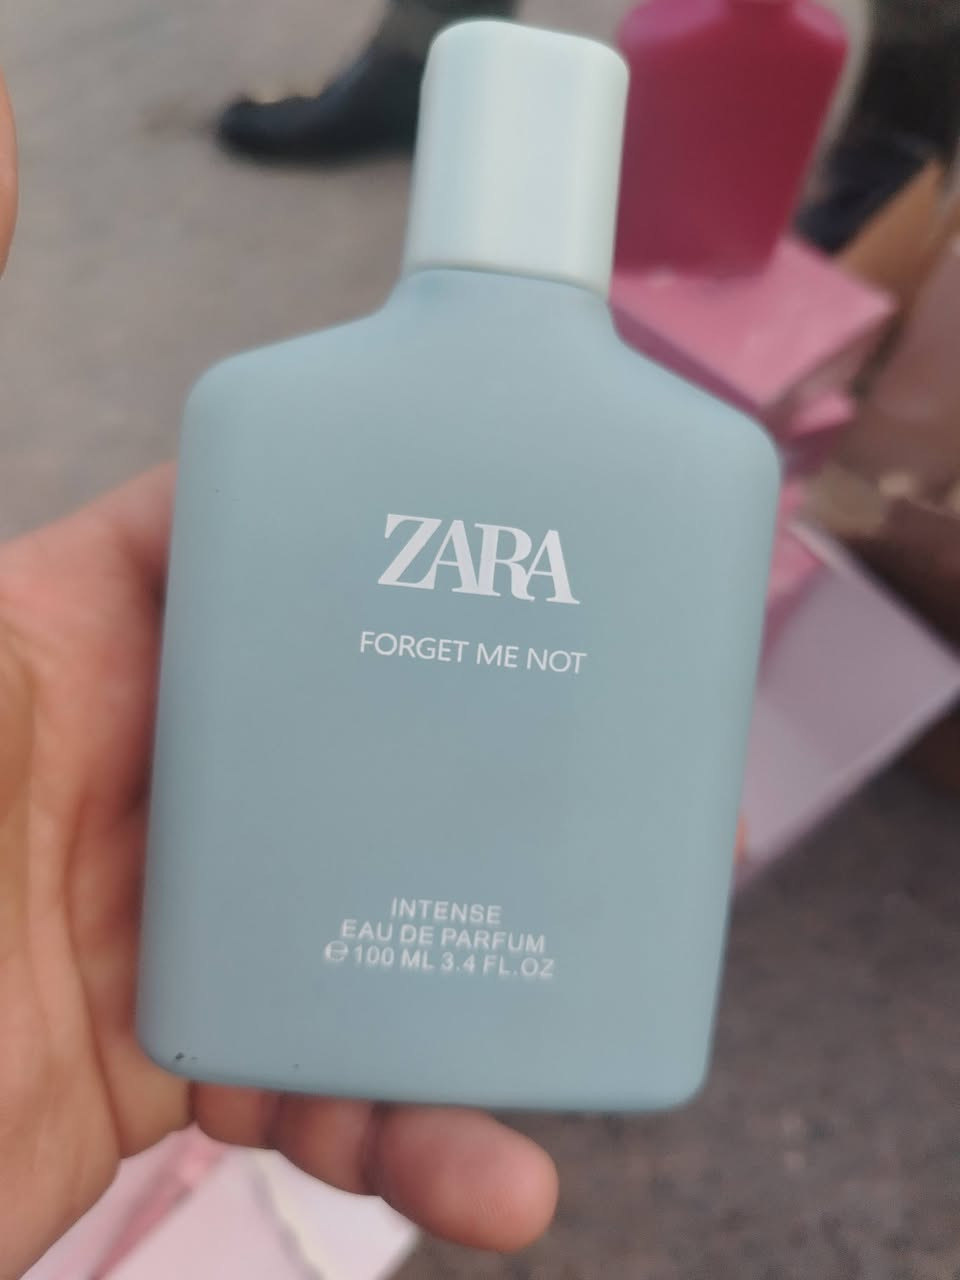 ZARA
FORGET ME NOT
INTENSE
EAU DE PARFUM
℮ 100 ML 3.4 FL.OZ